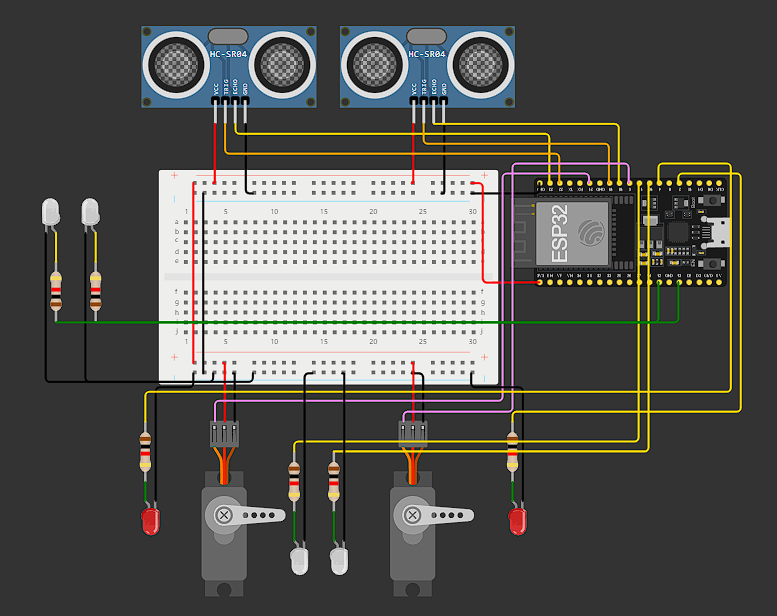 HC-SR04
HC-SR04
VCC
TRIG
ECHO
GND
VCC
TRIG
ECHO
GND
1 5 10 15 20 25 30
a
b
c
d
e
ESP32
f
g
h
i
j
f
g
h
i
j
1 5 10 15 20 25 30